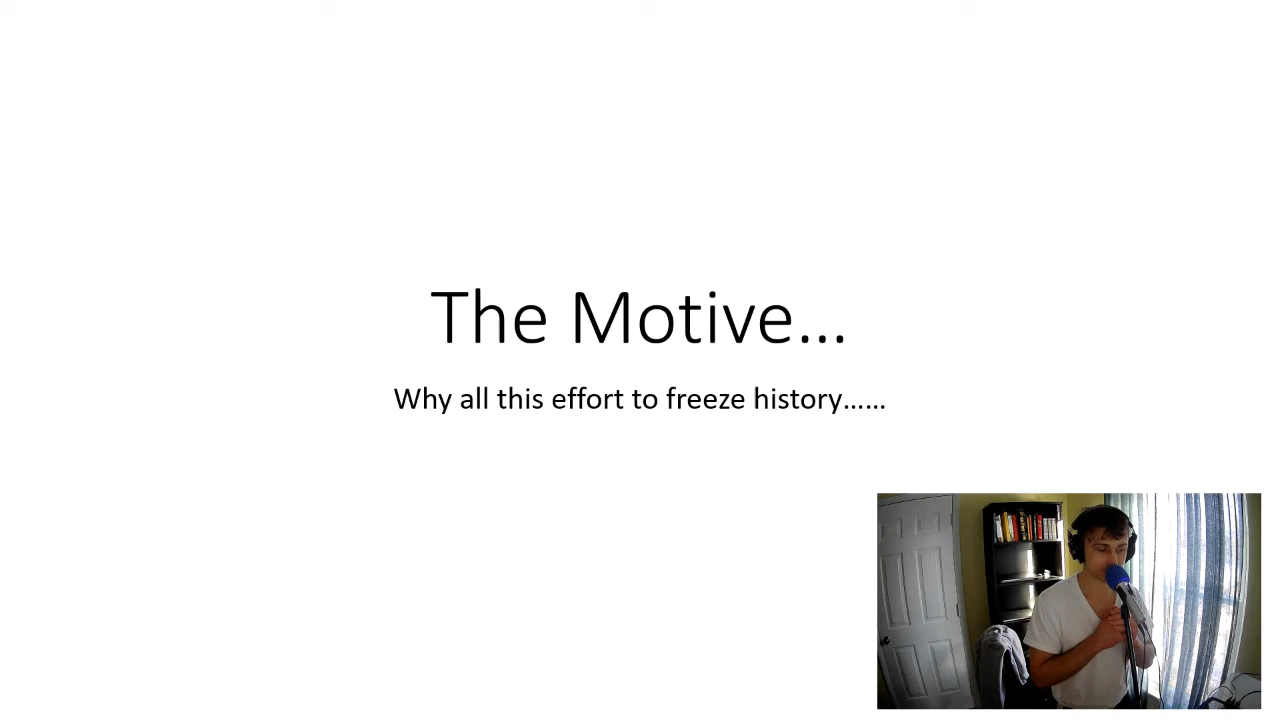 The Motive...
Why all this effort to freeze history......